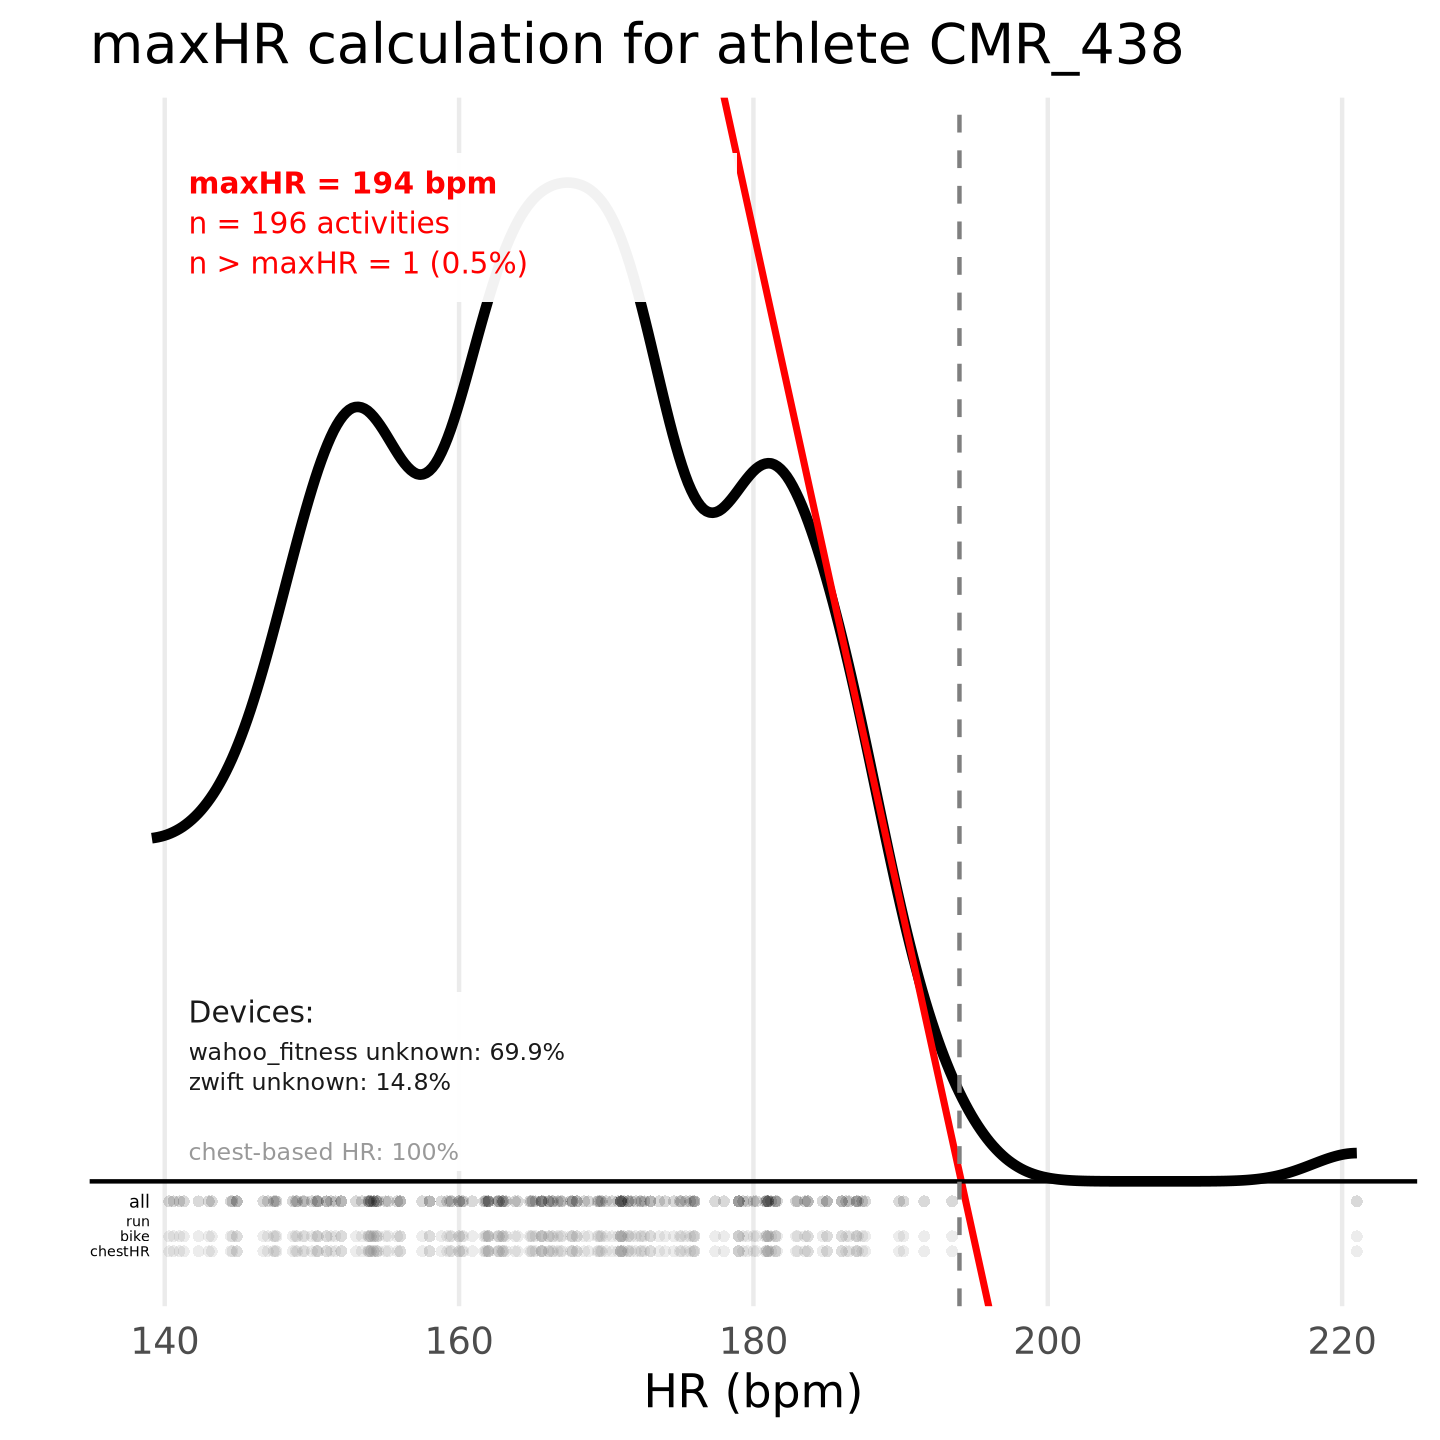 maxHR calculation for athlete CMR_438
maxHR = 194 bpm
n = 196 activities
n > maxHR = 1 (0.5%)
Devices:
wahoo_fitness unknown: 69.9%
zwift unknown: 14.8%
chest-based HR: 100%
all
run
bike
chestHR
140 160 180 200 220
HR (bpm)